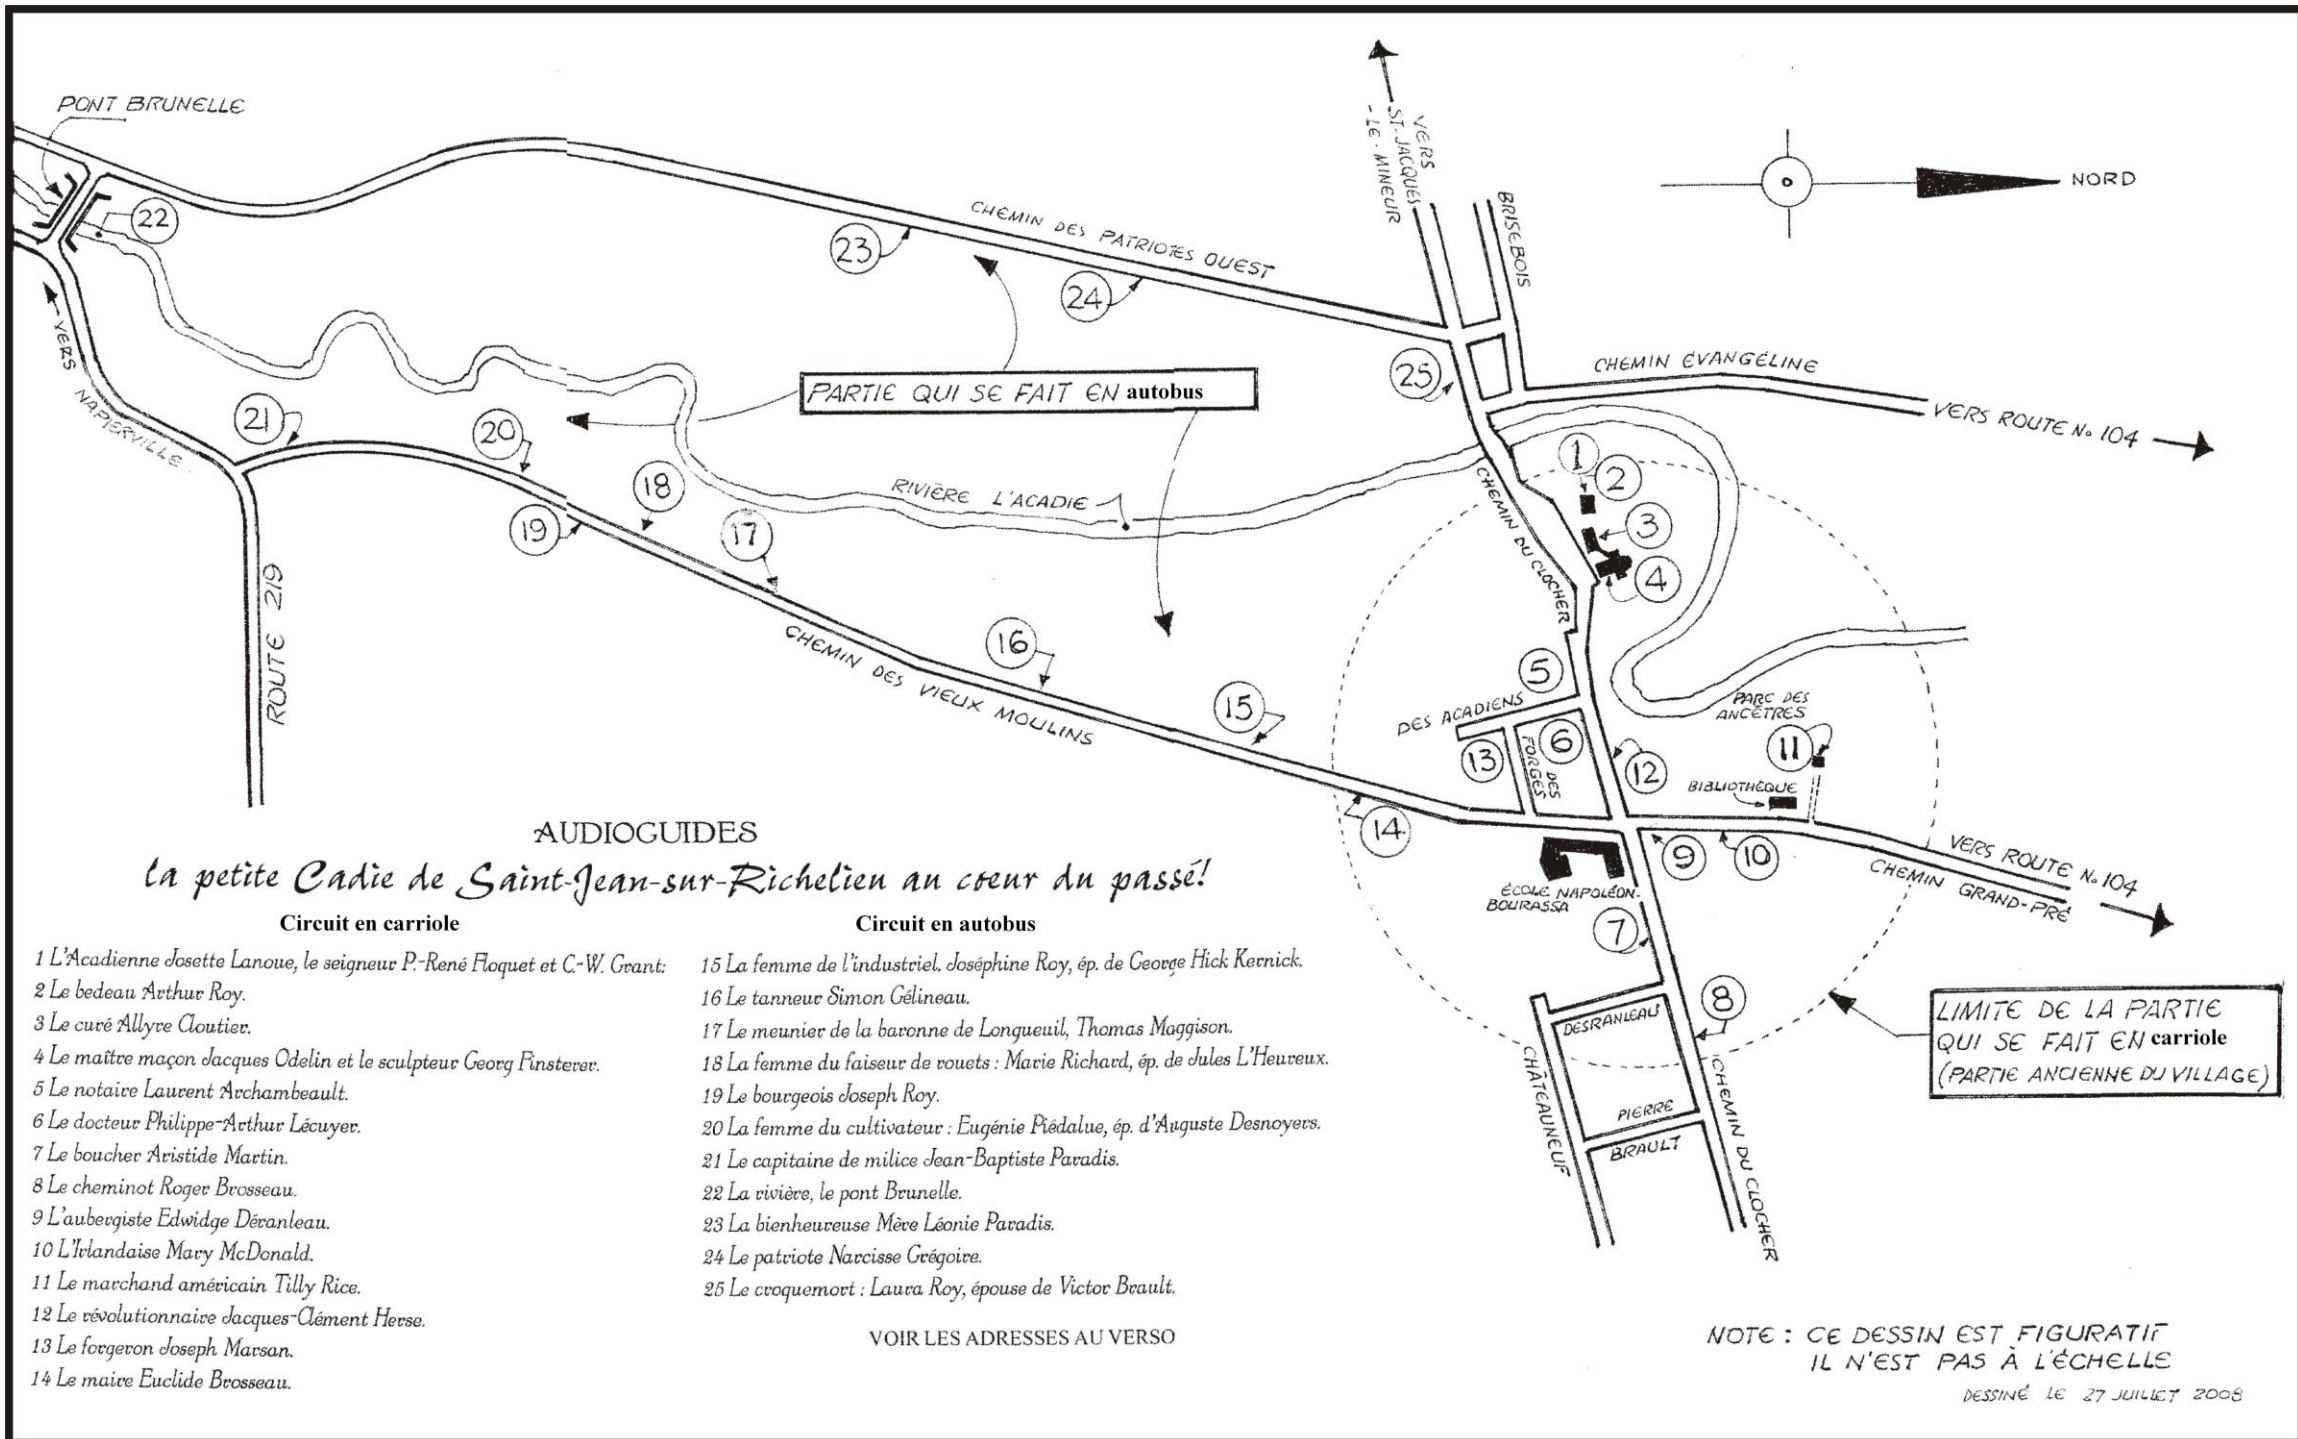 PONT BRUNELLE
22
23
24
CHEMIN DES PATRIOTES OUEST
VERS
ST-JACQUES
-LE-MINEUR
BRISEBOIS
NORD
25
CHEMIN ÉVANGÉLINE
VERS ROUTE No 104
PARTIE QUI SE FAIT EN autobus
VERS
NAPIERVILLE
21
20
19
18
17
RIVIÈRE L'ACADIE
CHEMIN DU CLOCHER
1
2
3
4
ROUTE 219
CHEMIN DES VIEUX MOULINS
16
15
14
5
DES ACADIENS
13
DES
FORGES
6
12
PARC DES
ANCÊTRES
11
BIBLIOTHÈQUE
9
10
VERS ROUTE No 104
CHEMIN GRAND-PRÉ
ÉCOLE NAPOLÉON-
BOURASSA
7
8
DESRANLEAU
CHÂTEAUNEUF
PIERRE
BRAULT
CHEMIN DU CLOCHER
LIMITE DE LA PARTIE
QUI SE FAIT EN carriole
(PARTIE ANCIENNE DU VILLAGE)
AUDIOGUIDES
la petite Cadie de Saint-Jean-sur-Richelieu au coeur du passé!
Circuit en carriole
1 L'Acadienne Josette Lanoue, le seigneur P.-René Floquet et C.-W. Grant:
2 Le bedeau Arthur Roy.
3 Le curé Allyre Cloutier.
4 Le maître maçon Jacques Odelin et le sculpteur Georg Finsterer.
5 Le notaire Laurent Archambeault.
6 Le docteur Philippe-Arthur Lécuyer.
7 Le boucher Aristide Martin.
8 Le cheminot Roger Brosseau.
9 L'aubergiste Edwidge Déranleau.
10 L'Irlandaise Mary McDonald.
11 Le marchand américain Tilly Rice.
12 Le révolutionnaire Jacques-Clément Herse.
13 Le forgeron Joseph Marsan.
14 Le maire Euclide Brosseau.
Circuit en autobus
15 La femme de l'industriel. Joséphine Roy, ép. de George Hick Kernick.
16 Le tanneur Simon Gélineau.
17 Le meunier de la baronne de Longueuil, Thomas Maggison.
18 La femme du faiseur de rouets : Marie Richard, ép. de Jules L'Heureux.
19 Le bourgeois Joseph Roy.
20 La femme du cultivateur : Eugénie Piédalue, ép. d'Auguste Desnoyers.
21 Le capitaine de milice Jean-Baptiste Paradis.
22 La rivière, le pont Brunelle.
23 La bienheureuse Mère Léonie Paradis.
24 Le patriote Narcisse Grégoire.
25 Le croquemort : Laura Roy, épouse de Victor Brault.
VOIR LES ADRESSES AU VERSO
NOTE : CE DESSIN EST FIGURATIF
IL N'EST PAS À L'ÉCHELLE
DESSINÉ LE 27 JUILLET 2008